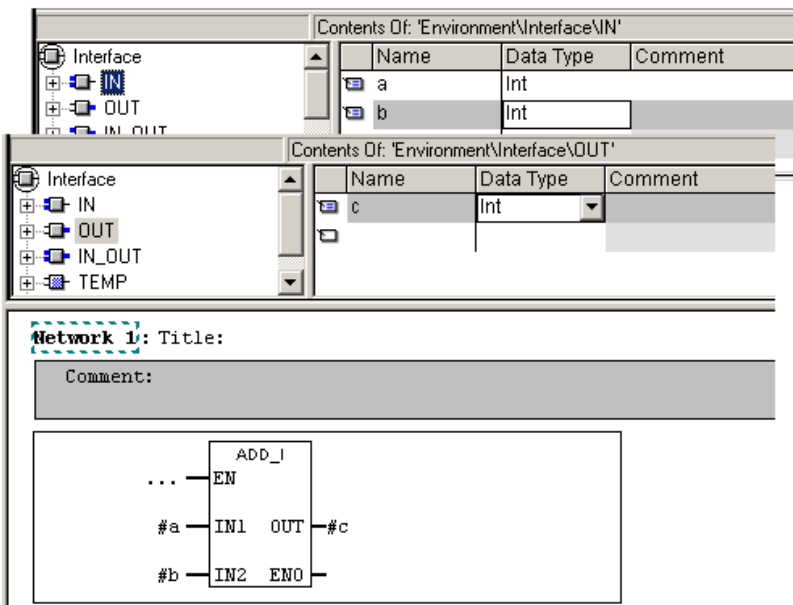 Contents Of: 'Environment\Interface\IN'
Interface
Name Data Type Comment
IN
a Int
OUT
b Int
IN_OUT
Contents Of: 'Environment\Interface\OUT'
Interface
Name Data Type Comment
IN
c Int
OUT
IN_OUT
TEMP
Network 1: Title:
Comment:
ADD_I
... EN
#a IN1 OUT #c
#b IN2 ENO